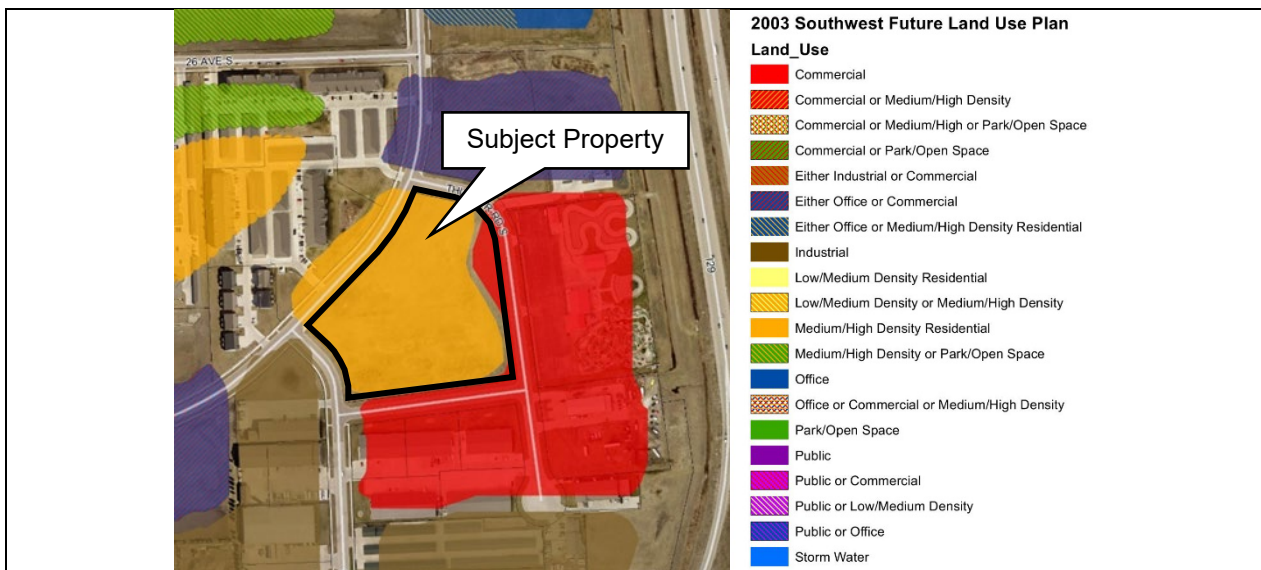 2003 Southwest Future Land Use Plan
Land_Use
26 AVE S
Subject Property
I29
Commercial
Commercial or Medium/High Density
Commercial or Medium/High or Park/Open Space
Commercial or Park/Open Space
Either Industrial or Commercial
Either Office or Commercial
Either Office or Medium/High Density Residential
Industrial
Low/Medium Density Residential
Low/Medium Density or Medium/High Density
Medium/High Density Residential
Medium/High Density or Park/Open Space
Office
Office or Commercial or Medium/High Density
Park/Open Space
Public
Public or Commercial
Public or Low/Medium Density
Public or Office
Storm Water